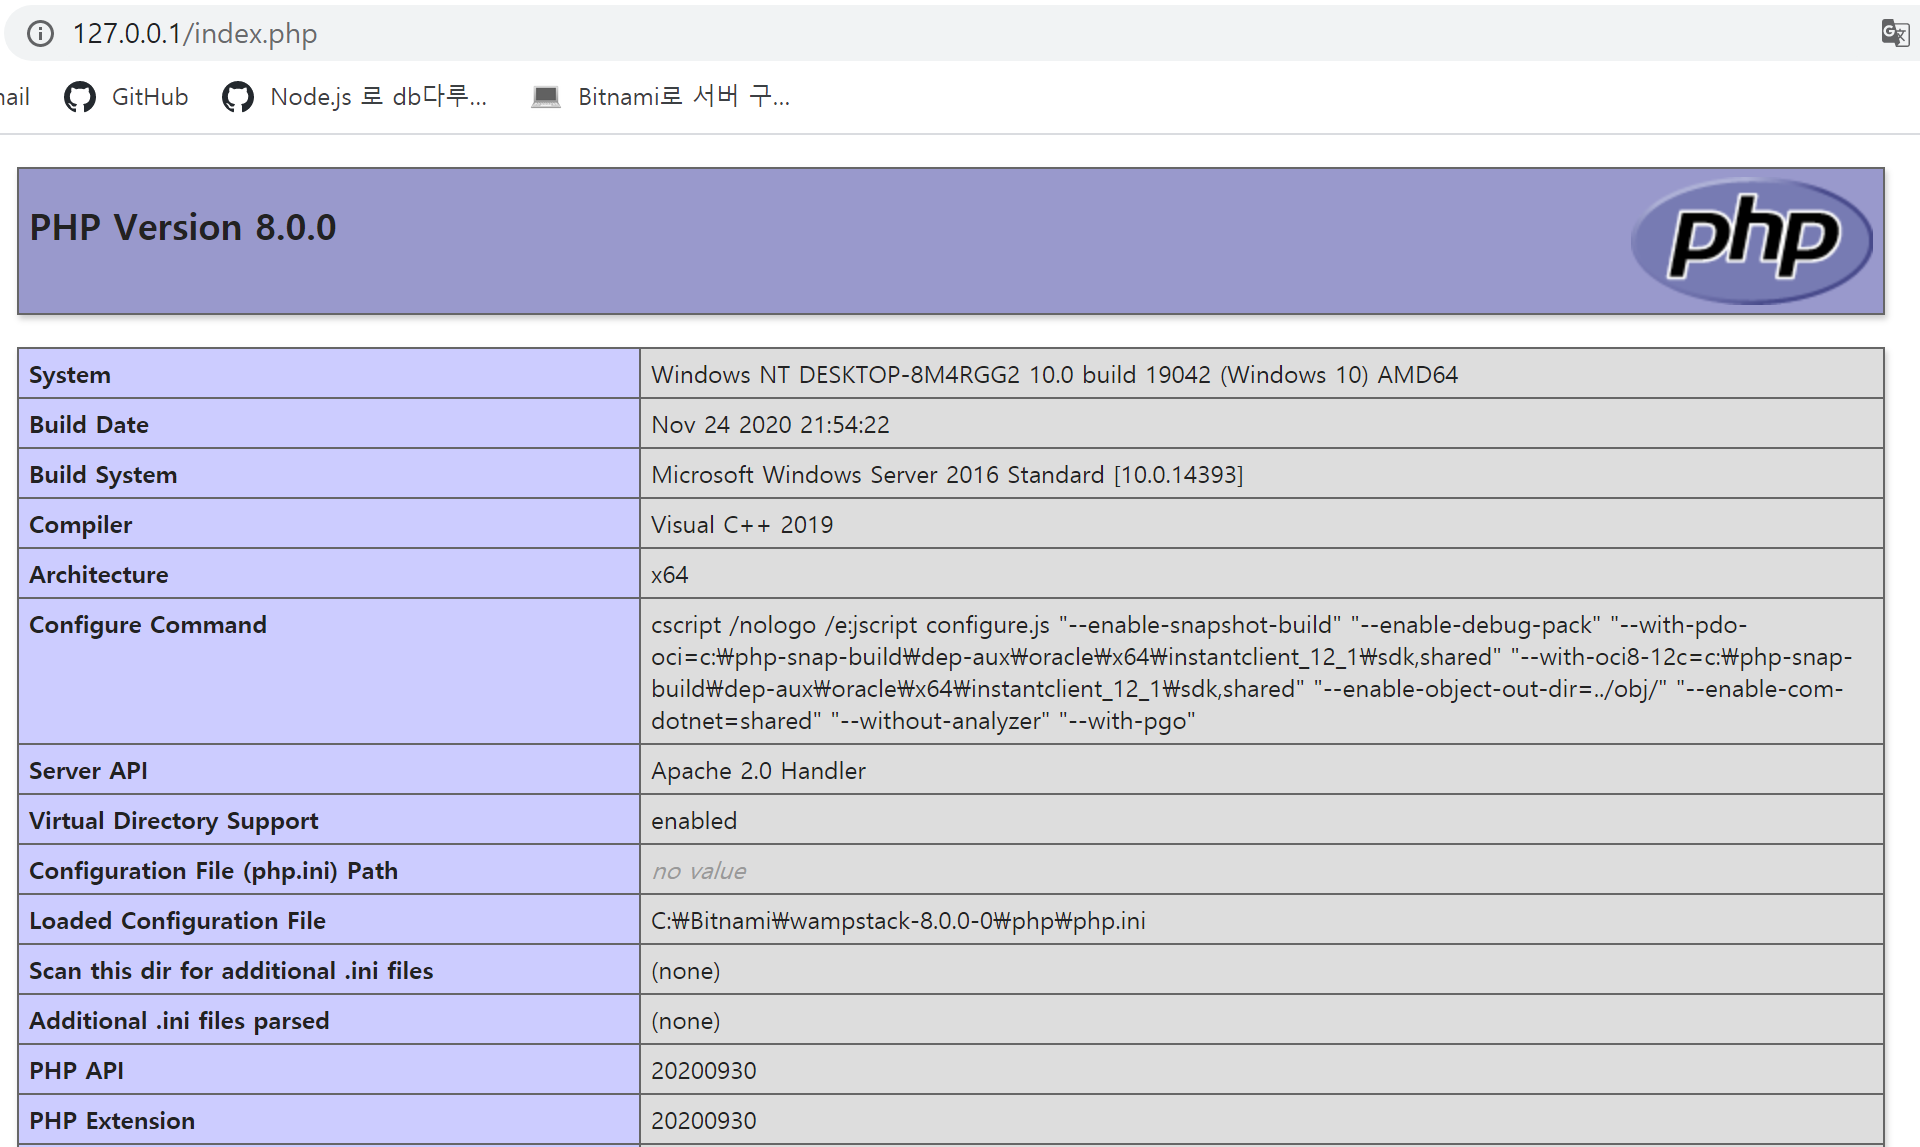 127.0.0.1/index.php
ail GitHub Node.js 로 db다루... Bitnami로 서버 구...
PHP Version 8.0.0
php
System Windows NT DESKTOP-8M4RGG2 10.0 build 19042 (Windows 10) AMD64
Build Date Nov 24 2020 21:54:22
Build System Microsoft Windows Server 2016 Standard [10.0.14393]
Compiler Visual C++ 2019
Architecture x64
Configure Command cscript /nologo /e:jscript configure.js "--enable-snapshot-build" "--enable-debug-pack" "--with-pdo-
oci=c:₩php-snap-build₩dep-aux₩oracle₩x64₩instantclient_12_1₩sdk,shared" "--with-oci8-12c=c:₩php-snap-
build₩dep-aux₩oracle₩x64₩instantclient_12_1₩sdk,shared" "--enable-object-out-dir=../obj/" "--enable-com-
dotnet=shared" "--without-analyzer" "--with-pgo"
Server API Apache 2.0 Handler
Virtual Directory Support enabled
Configuration File (php.ini) Path no value
Loaded Configuration File C:₩Bitnami₩wampstack-8.0.0-0₩php₩php.ini
Scan this dir for additional .ini files (none)
Additional .ini files parsed (none)
PHP API 20200930
PHP Extension 20200930